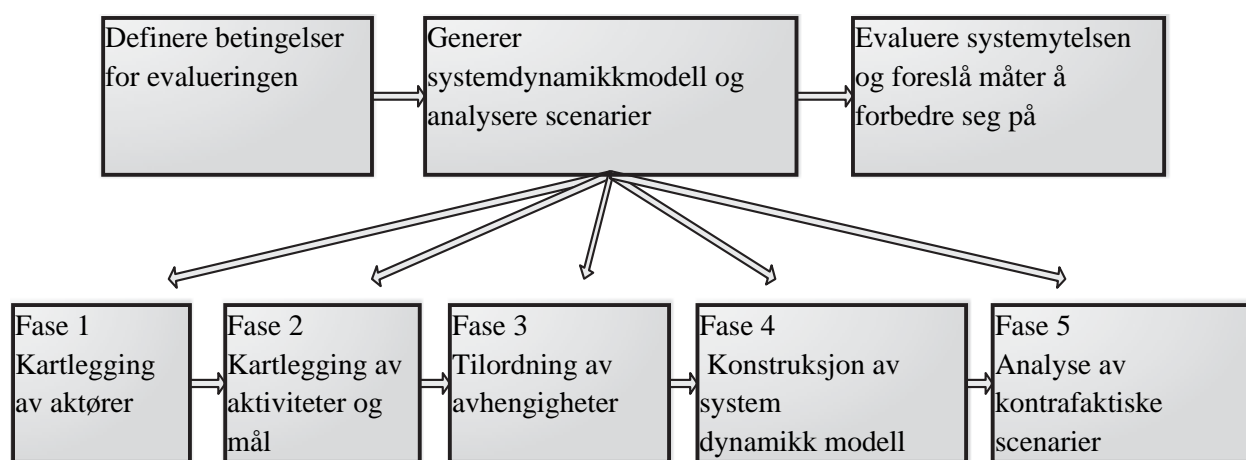 Definere betingelser
for evalueringen
Generer
systemdynamikkmodell og
analysere scenarier
Evaluere systemytelsen
og foreslå måter å
forbedre seg på
Fase 1
Kartlegging
av aktører
Fase 2
Kartlegging av
aktiviteter og
mål
Fase 3
Tilordning av
avhengigheter
Fase 4
Konstruksjon av
system
dynamikk modell
Fase 5
Analyse av
kontrafaktiske
scenarier